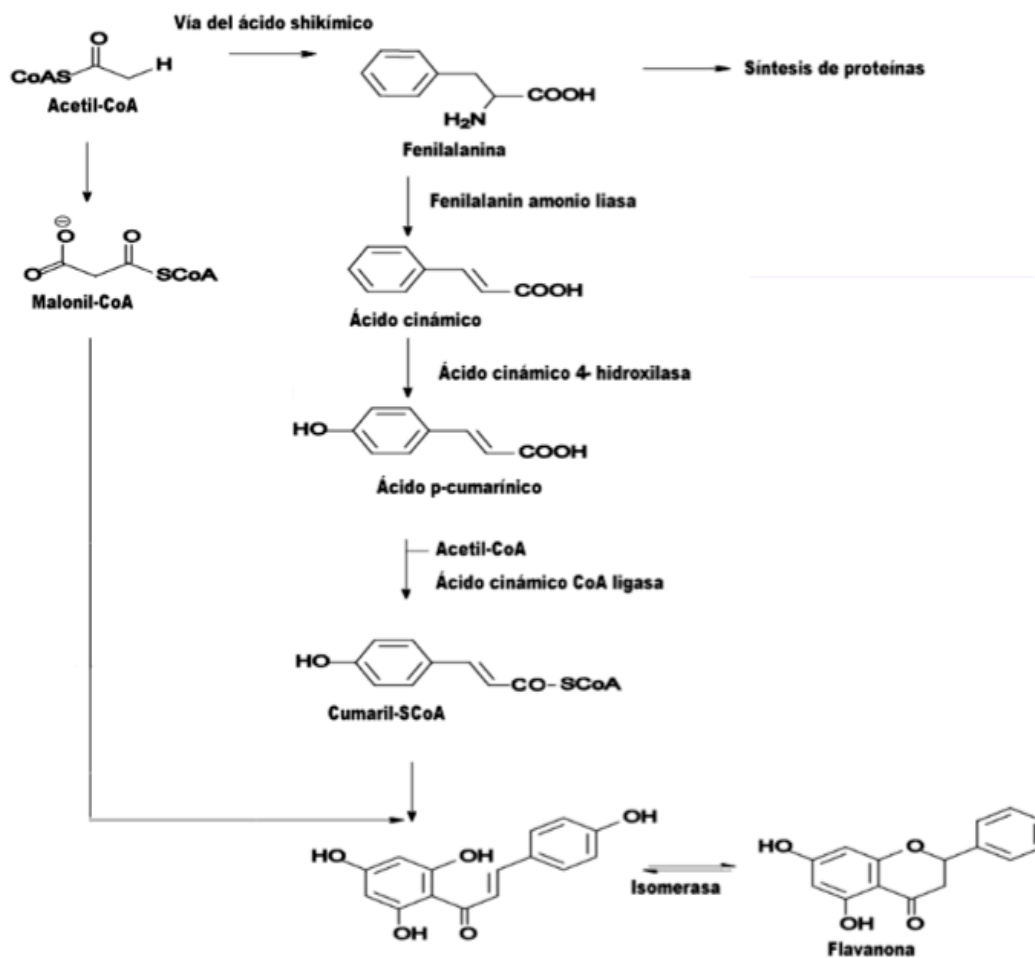 Vía del ácido shikímico
O
CoAS
H
Acetil-CoA
COOH
H₂N
Fenilalanina
Síntesis de proteínas
Fenilalanin amonio liasa
⊖
O
O
O
SCoA
Malonil-CoA
COOH
Ácido cinámico
Ácido cinámico 4- hidroxilasa
HO
COOH
Ácido p-cumarínico
Acetil-CoA
Ácido cinámico CoA ligasa
HO
CO-SCoA
Cumaril-SCoA
OH
HO
OH
OH
O
Isomerasa
HO
O
OH
O
Flavanona